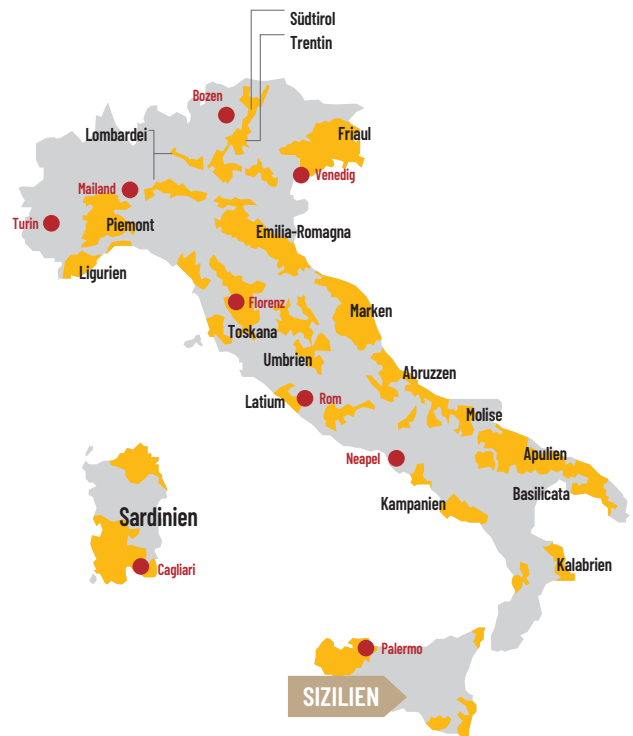 Südtirol
Trentin
Bozen
Lombardei
Friaul
Venedig
Mailand
Turin
Piemont
Emilia-Romagna
Ligurien
Florenz
Marken
Toskana
Umbrien
Abruzzen
Latium
Rom
Molise
Apulien
Neapel
Basilicata
Kampanien
Sardinien
Kalabrien
Cagliari
Palermo
SIZILIEN